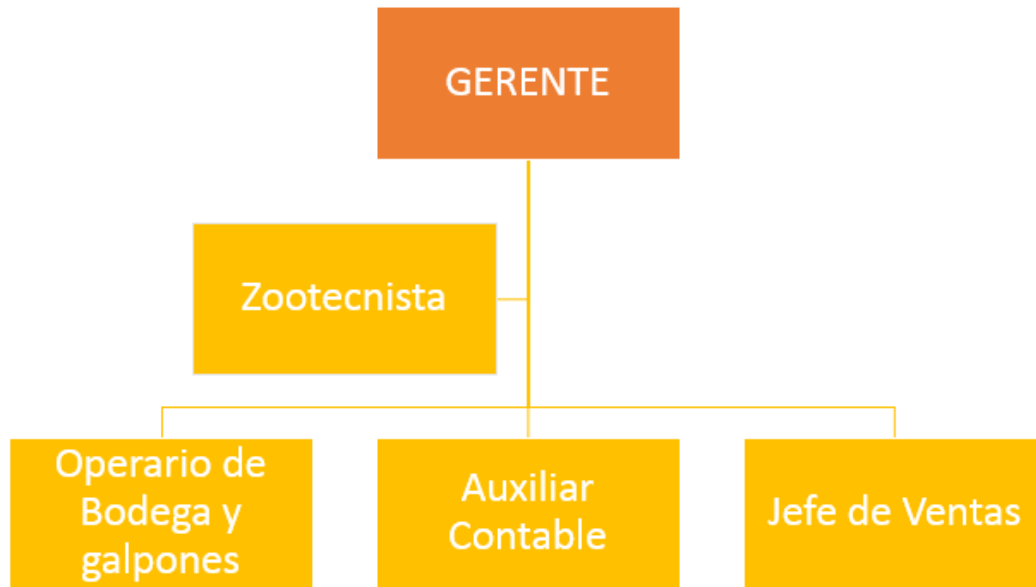 GERENTE
Zootecnista
Operario de
Bodega y
galpones
Auxiliar
Contable
Jefe de Ventas